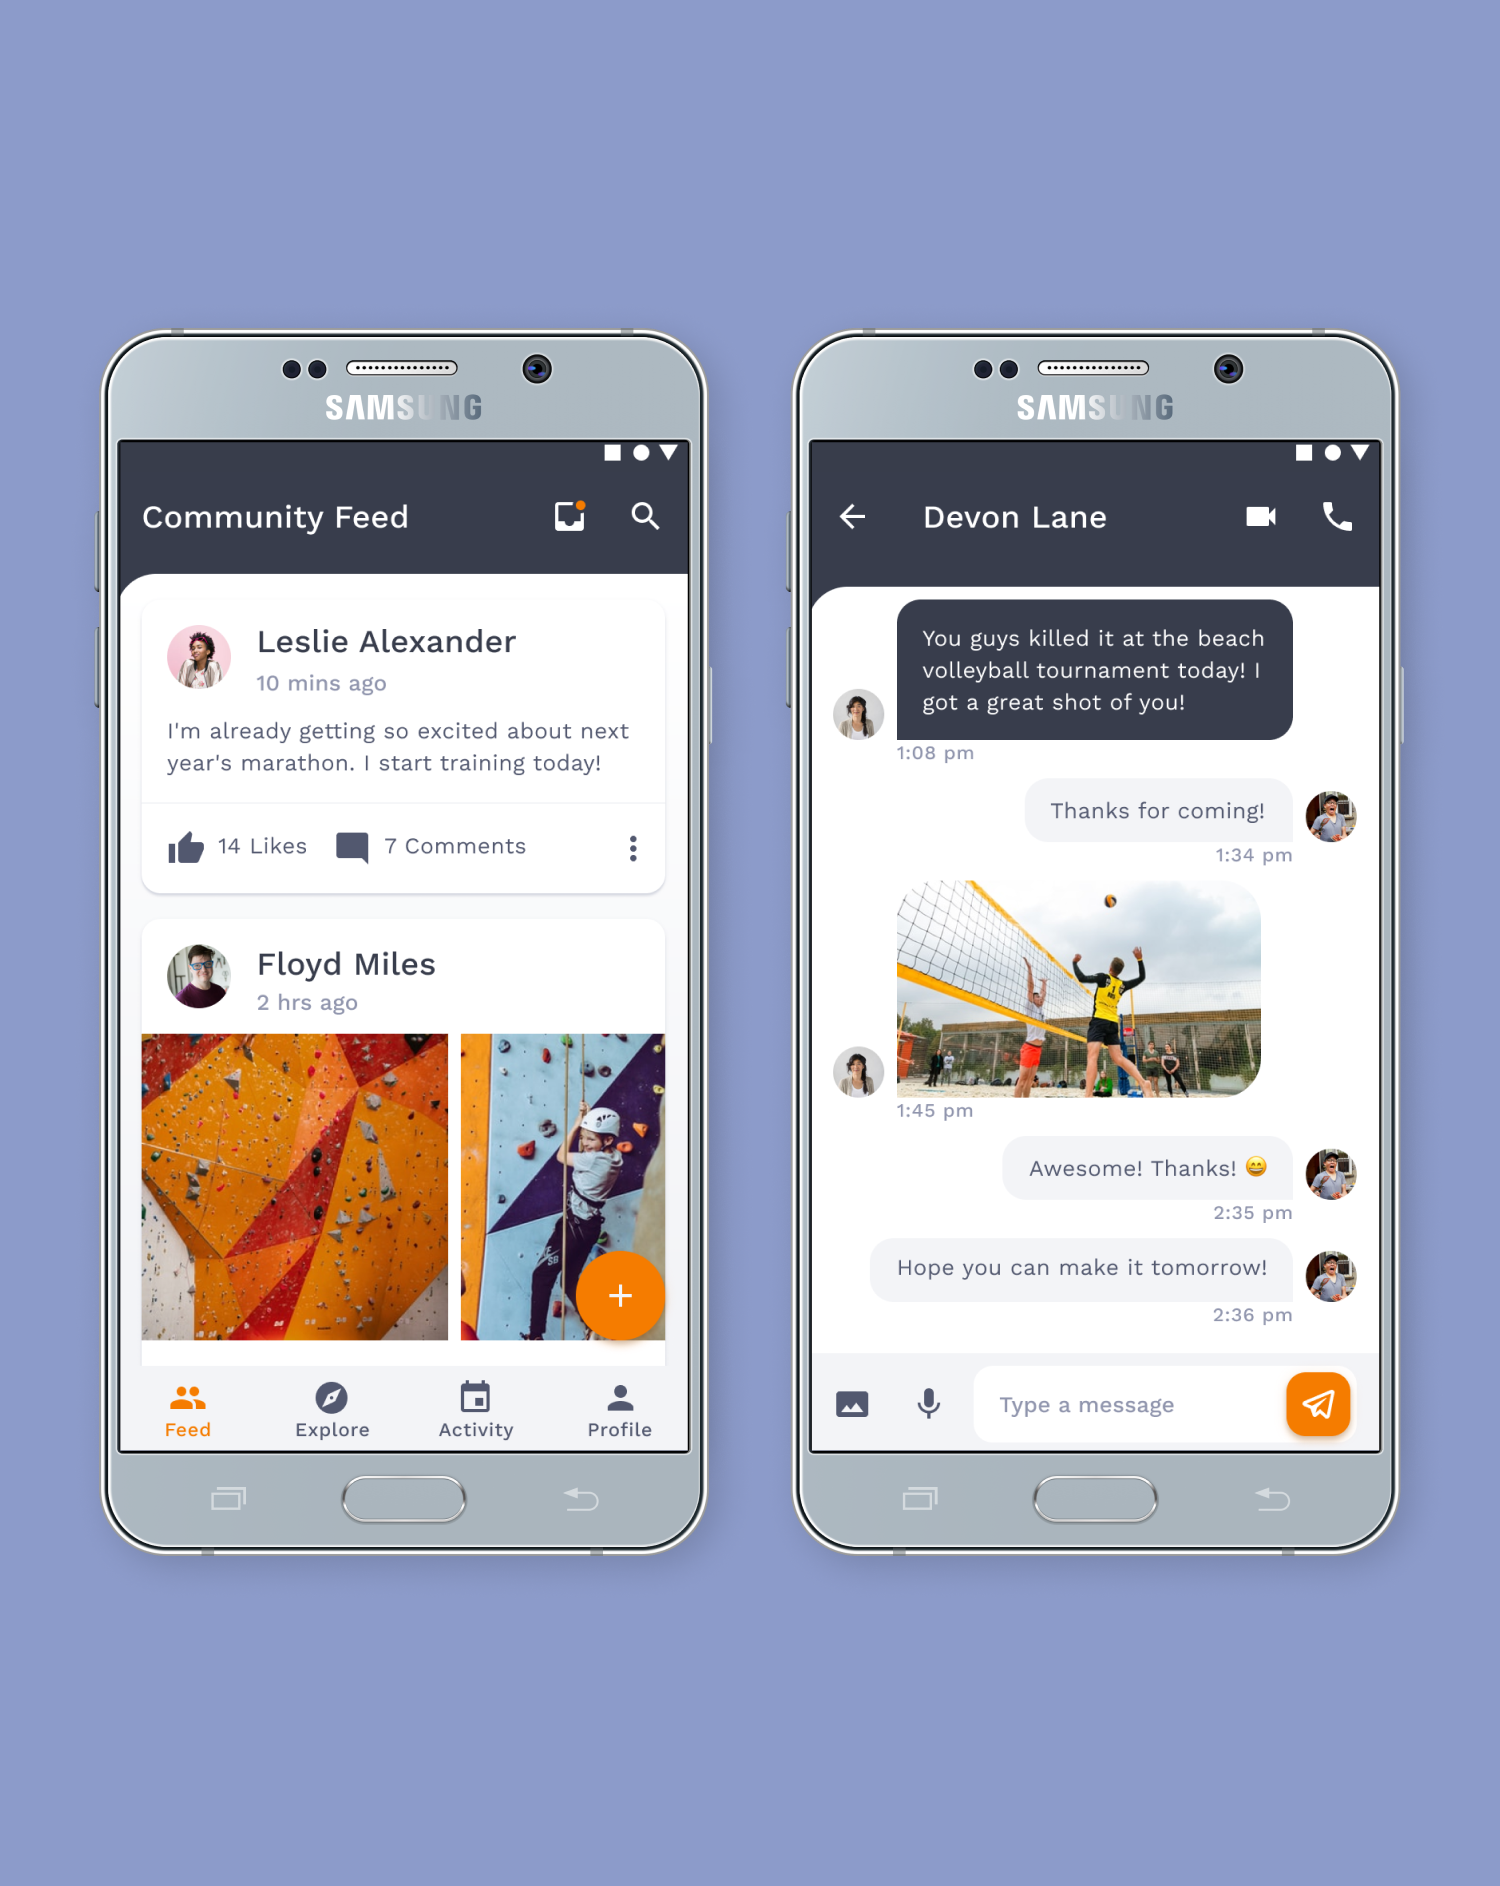 SAMSUNG
Community Feed
Leslie Alexander
10 mins ago
I'm already getting so excited about next
year's marathon. I start training today!
14 Likes
7 Comments
Floyd Miles
2 hrs ago
SB
+
Feed
Explore
Activity
Profile
SAMSUNG
Devon Lane
You guys killed it at the beach
volleyball tournament today! I
got a great shot of you!
1:08 pm
Thanks for coming!
1:34 pm
1
1:45 pm
Awesome! Thanks! 😄
2:35 pm
Hope you can make it tomorrow!
2:36 pm
Type a message